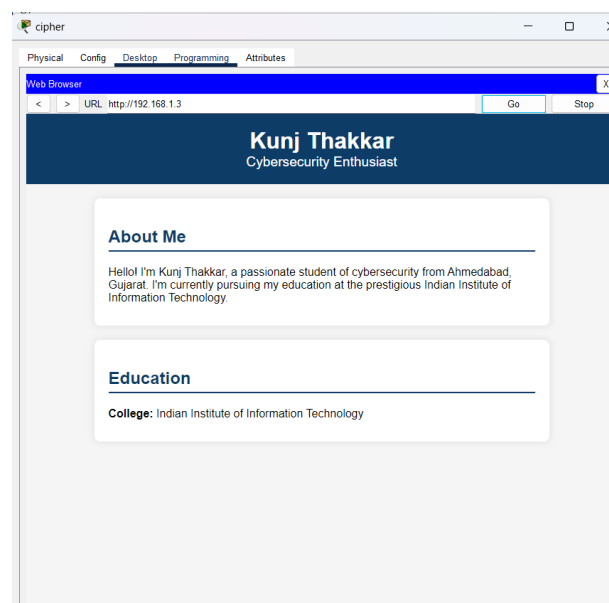 cipher
Physical Config Desktop Programming Attributes
Web Browser X
< > URL http://192.168.1.3 Go Stop
Kunj Thakkar
Cybersecurity Enthusiast
About Me
Hello! I'm Kunj Thakkar, a passionate student of cybersecurity from Ahmedabad,
Gujarat. I'm currently pursuing my education at the prestigious Indian Institute of
Information Technology.
Education
College: Indian Institute of Information Technology